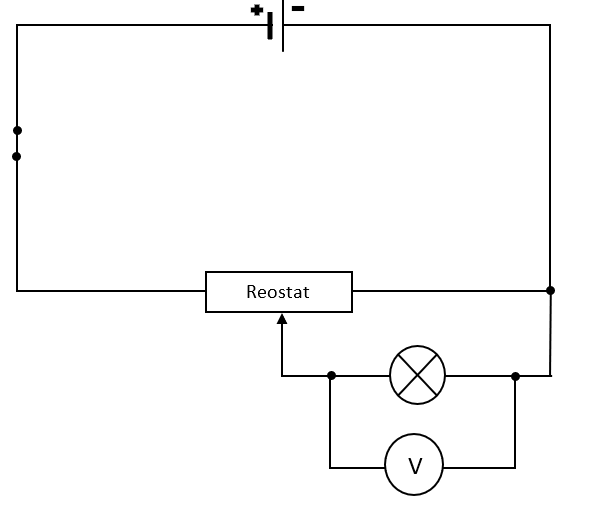 + -
Reostat
V